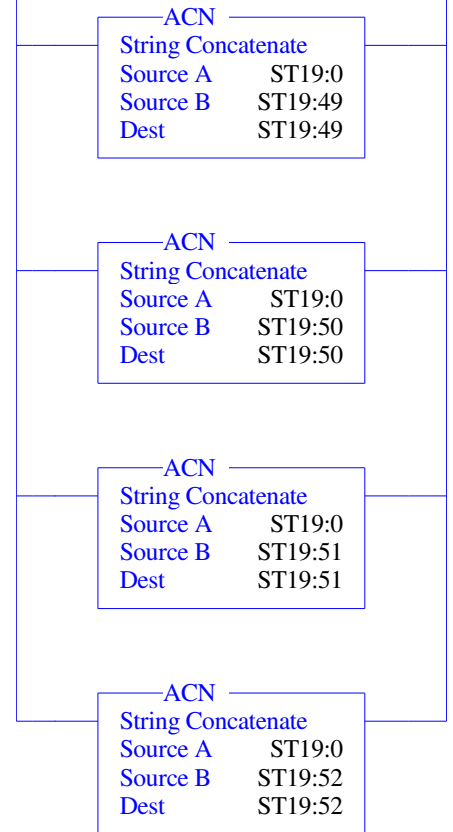 ACN
String Concatenate
Source A ST19:0
Source B ST19:49
Dest ST19:49
ACN
String Concatenate
Source A ST19:0
Source B ST19:50
Dest ST19:50
ACN
String Concatenate
Source A ST19:0
Source B ST19:51
Dest ST19:51
ACN
String Concatenate
Source A ST19:0
Source B ST19:52
Dest ST19:52